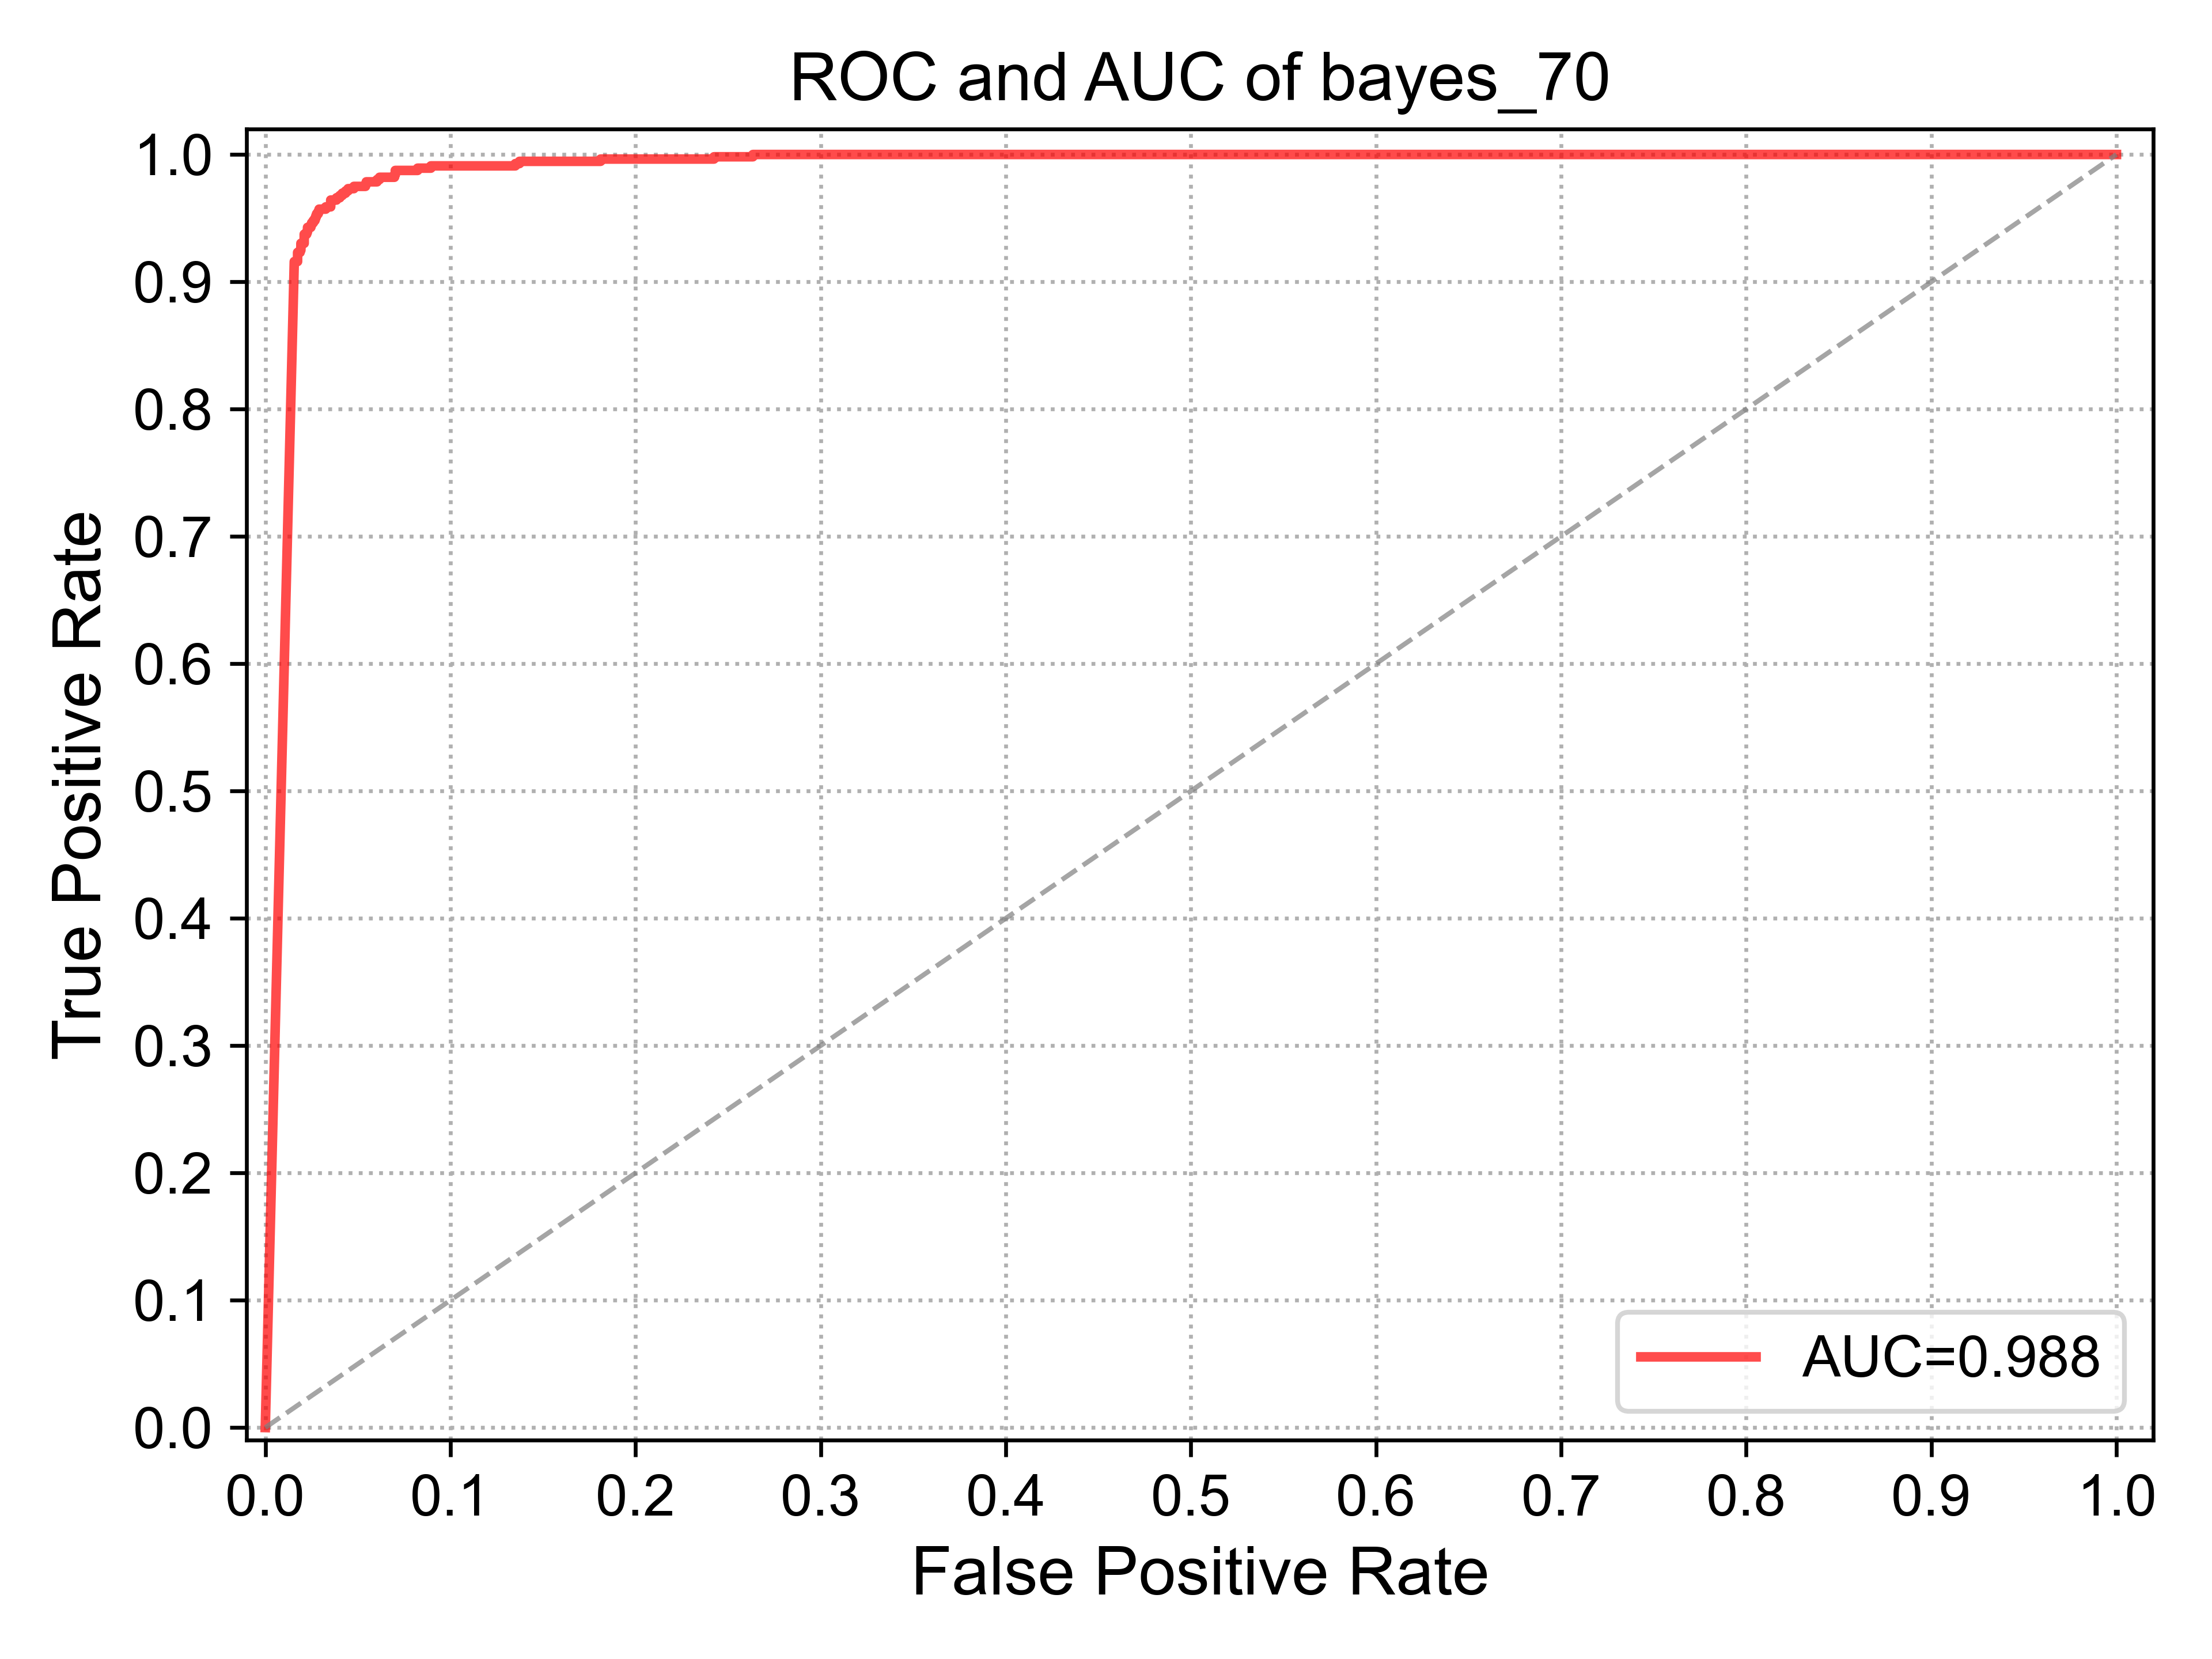 ROC and AUC of bayes_70
True Positive Rate
1.0
0.9
0.8
0.7
0.6
0.5
0.4
0.3
0.2
0.1
0.0
AUC=0.988
0.0 0.1 0.2 0.3 0.4 0.5 0.6 0.7 0.8 0.9 1.0
False Positive Rate